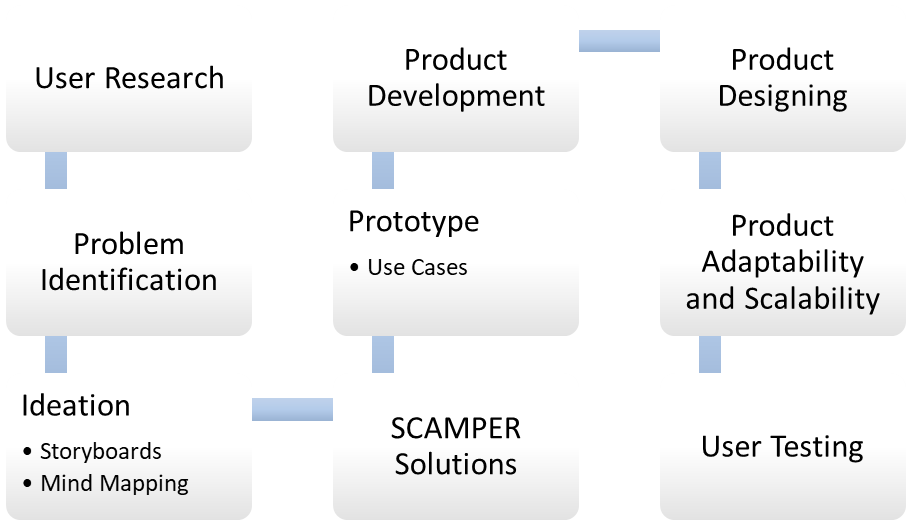 User Research
Problem
Identification
Ideation
• Storyboards
• Mind Mapping
SCAMPER
Solutions
Prototype
• Use Cases
Product
Development
Product
Designing
Product
Adaptability
and Scalability
User Testing